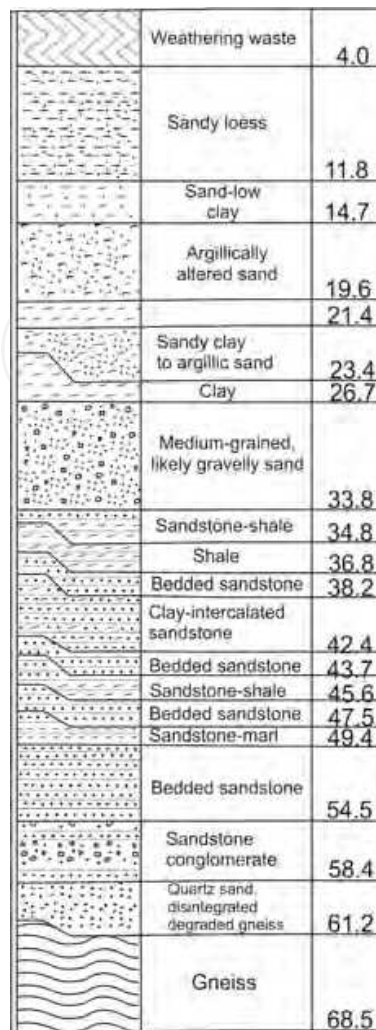 Weathering waste
4.0
Sandy loess
11.8
Sand-low
clay
14.7
Argillically
altered sand
19.6
21.4
Sandy clay
to argillic sand
23.4
Clay
26.7
Medium-grained,
likely gravelly sand
33.8
Sandstone-shale
34.8
Shale
36.8
Bedded sandstone
38.2
Clay-intercalated
sandstone
42.4
Bedded sandstone
43.7
Sandstone-shale
45.6
Bedded sandstone
47.5
Sandstone-marl
49.4
Bedded sandstone
54.5
Sandstone
conglomerate
58.4
Quartz sand,
disintegrated
degraded gneiss
61.2
Gneiss
68.5